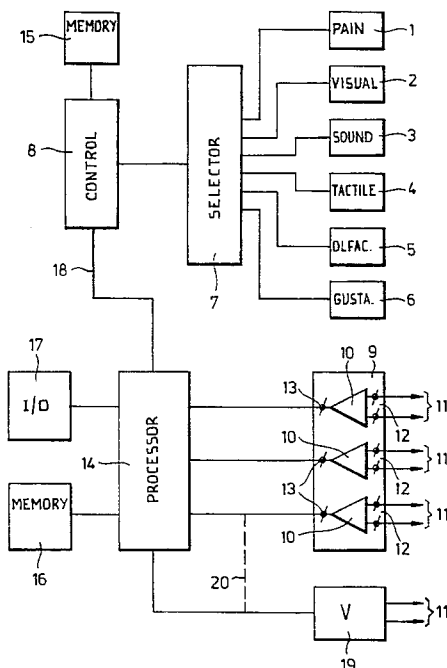 MEMORY
15
8
CONTROL
18
SELECTOR
7
PAIN
1
VISUAL
2
SOUND
3
TACTILE
4
OLFAC.
5
GUSTA.
6
17
I/O
14
PROCESSOR
MEMORY
16
13
10
9
12
11
10
13
12
11
10
12
11
20
V
19
11